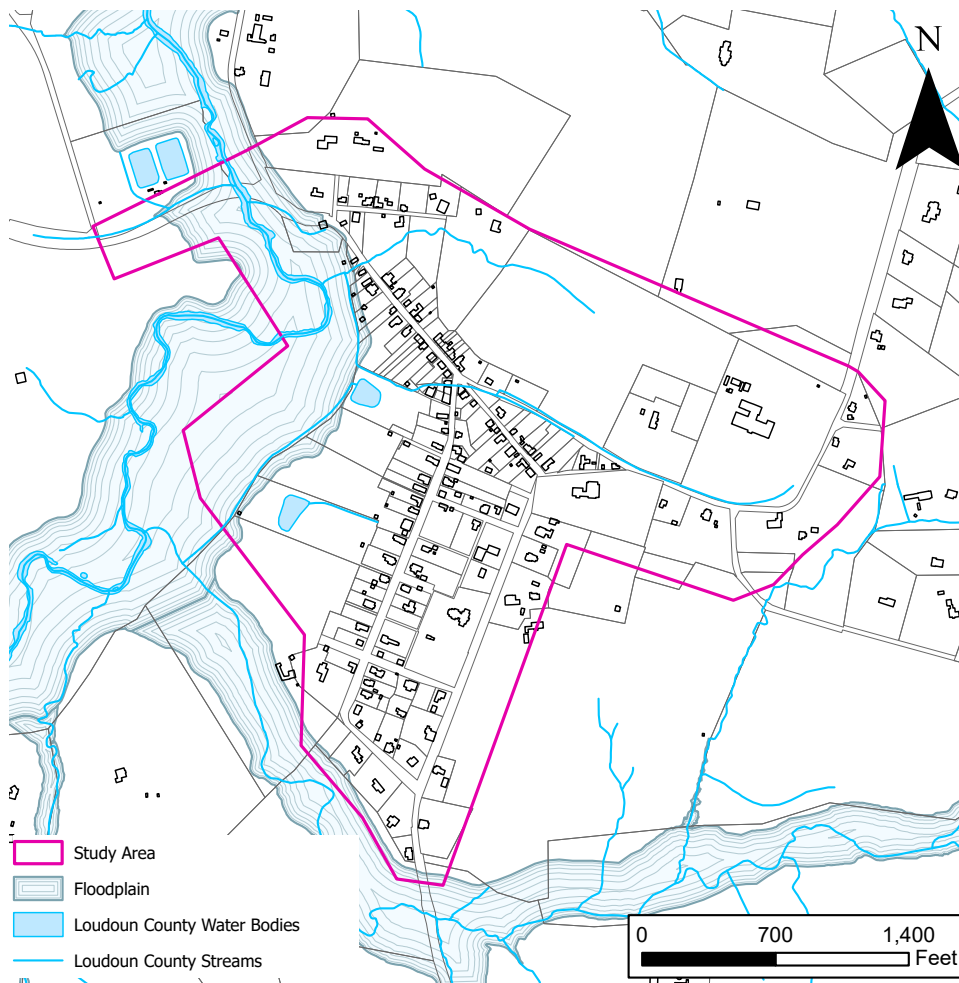 N
Study Area
Floodplain
Loudoun County Water Bodies
Loudoun County Streams
0 700 1,400
Feet